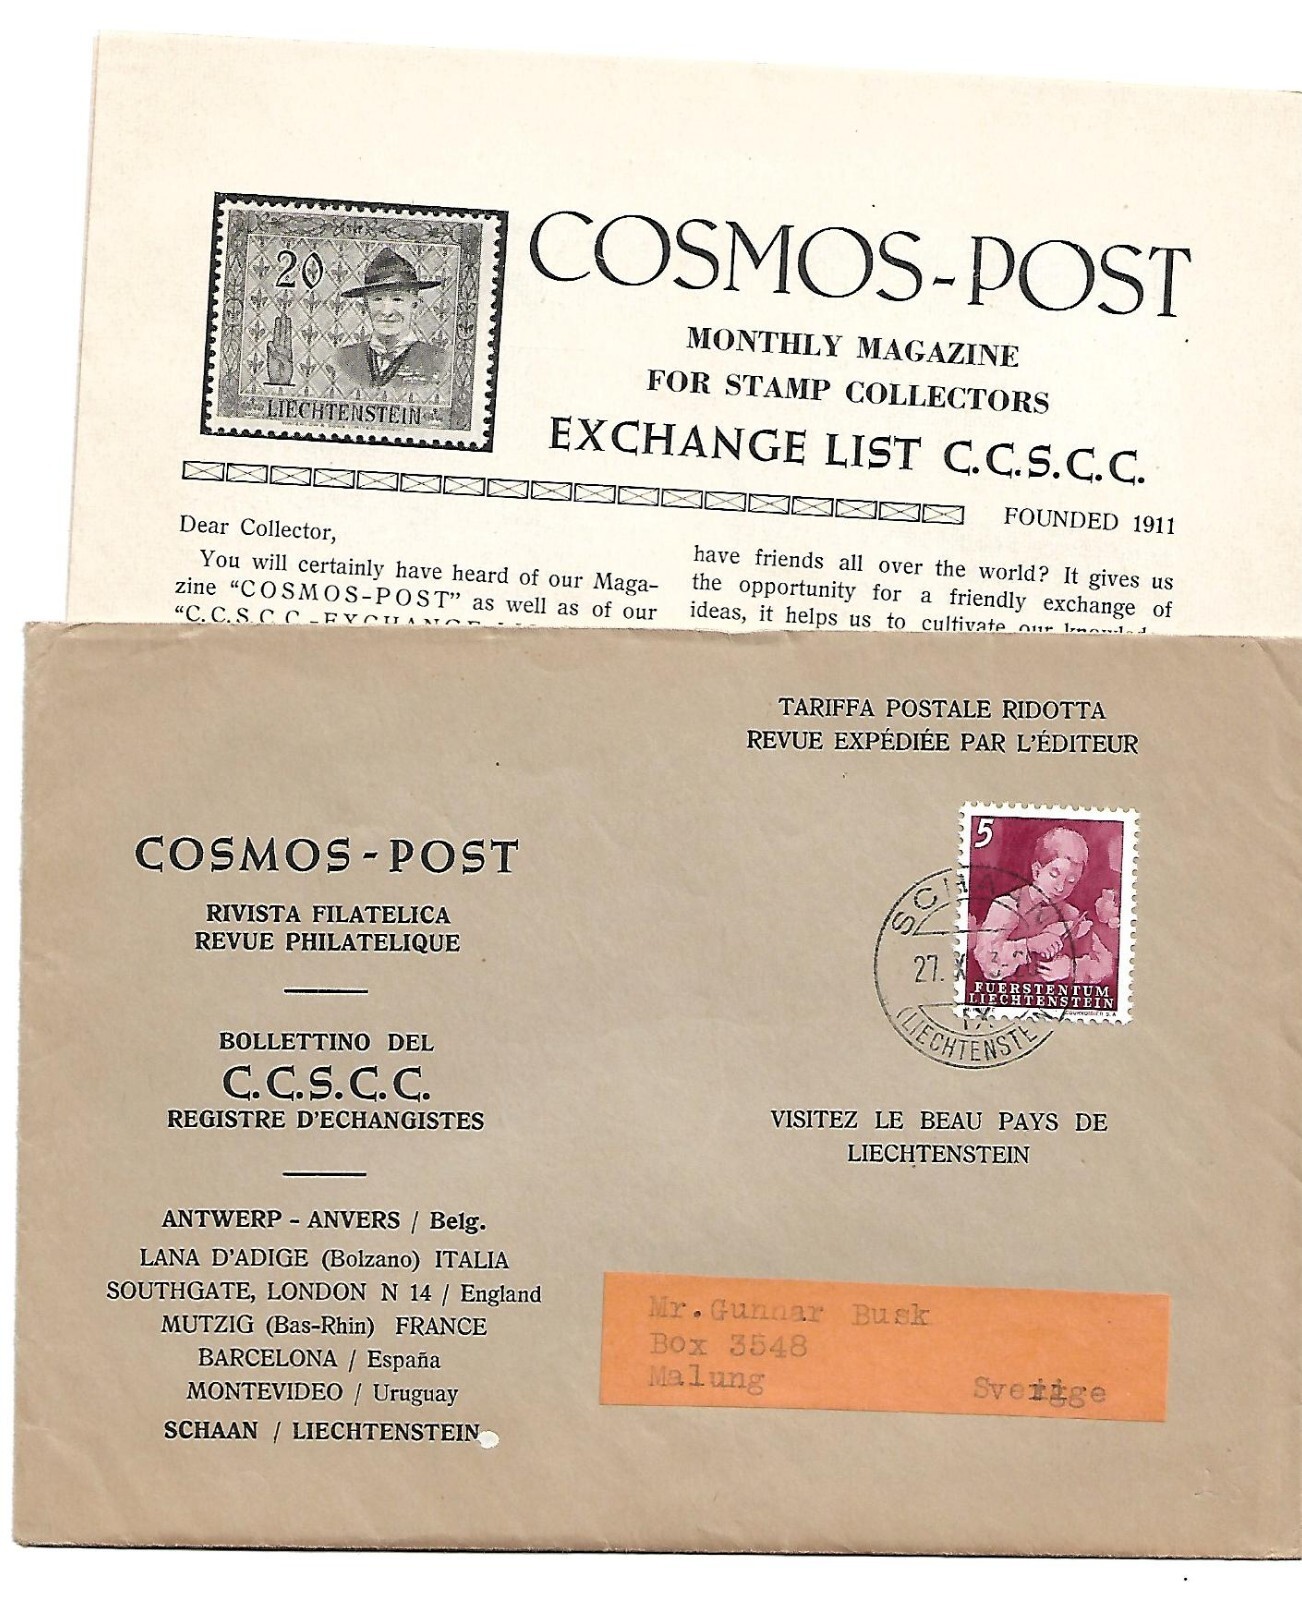 20
LIECHTENSTEIN
COSMOS-POST
MONTHLY MAGAZINE
FOR STAMP COLLECTORS
EXCHANGE LIST C.C.S.C.C.
FOUNDED 1911
Dear Collector,
You will certainly have heard of our Maga-
zine “COSMOS-POST” as well as of our
“C.C.S.C.C.-EXCHANGE
have friends all over the world? It gives us
the opportunity for a friendly exchange of
ideas, it helps us to cultivate our
TARIFFA POSTALE RIDOTTA
REVUE EXPÉDIÉE PAR L'ÉDITEUR
COSMOS-POST
RIVISTA FILATELICA
REVUE PHILATELIQUE
BOLLETTINO DEL
C.C.S.C.C.
REGISTRE D'ECHANGISTES
ANTWERP - ANVERS / Belg.
LANA D'ADIGE (Bolzano) ITALIA
SOUTHGATE, LONDON N 14 / England
MUTZIG (Bas-Rhin) FRANCE
BARCELONA / España
MONTEVIDEO / Uruguay
SCHAAN / LIECHTENSTEIN
5
FUERSTENTUM
LIECHTENSTEIN
COURVOISIER S.A.
SCHAAN
27.
(LIECHTENSTEIN)
VISITEZ LE BEAU PAYS DE
LIECHTENSTEIN
Mr. Gunnar Busk
Box 3548
Malung Sverige